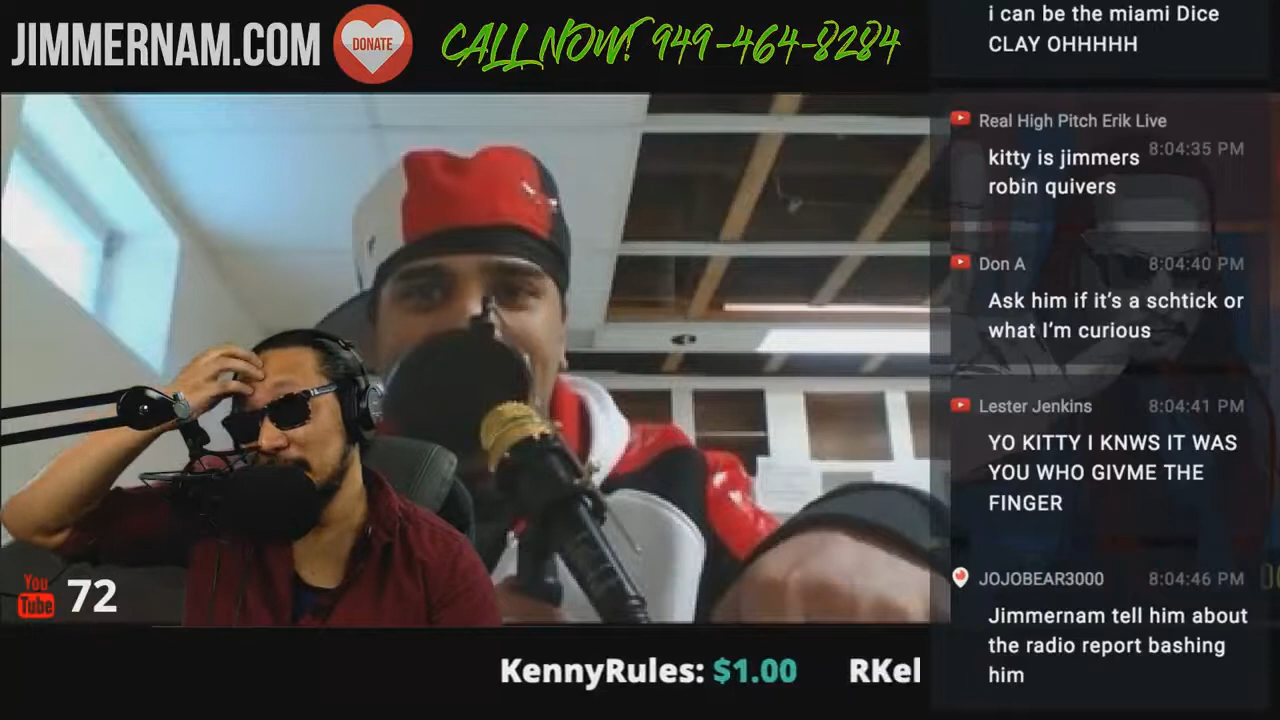 JIMMERNAM.COM
DONATE
CALL NOW! 949-464-8284
i can be the miami Dice
CLAY OHHHHH
Real High Pitch Erik Live
8:04:35 PM
kitty is jimmers
robin quivers
Don A
8:04:40 PM
Ask him if it’s a schtick or
what I’m curious
Lester Jenkins
8:04:41 PM
YO KITTY I KNWS IT WAS
YOU WHO GIVME THE
FINGER
JOJOBEAR3000
8:04:46 PM
Jimmernam tell him about
the radio report bashing
him
You
Tube
72
KennyRules: $1.00
RKel